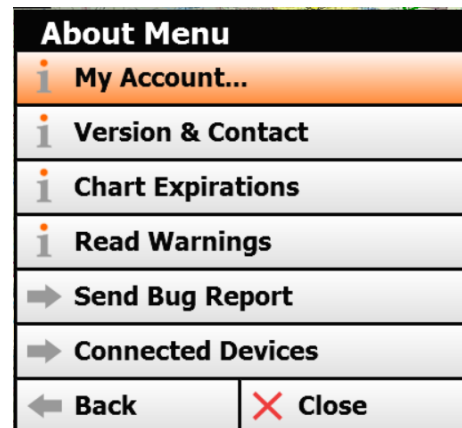 About Menu
My Account...
Version & Contact
Chart Expirations
Read Warnings
Send Bug Report
Connected Devices
Back Close